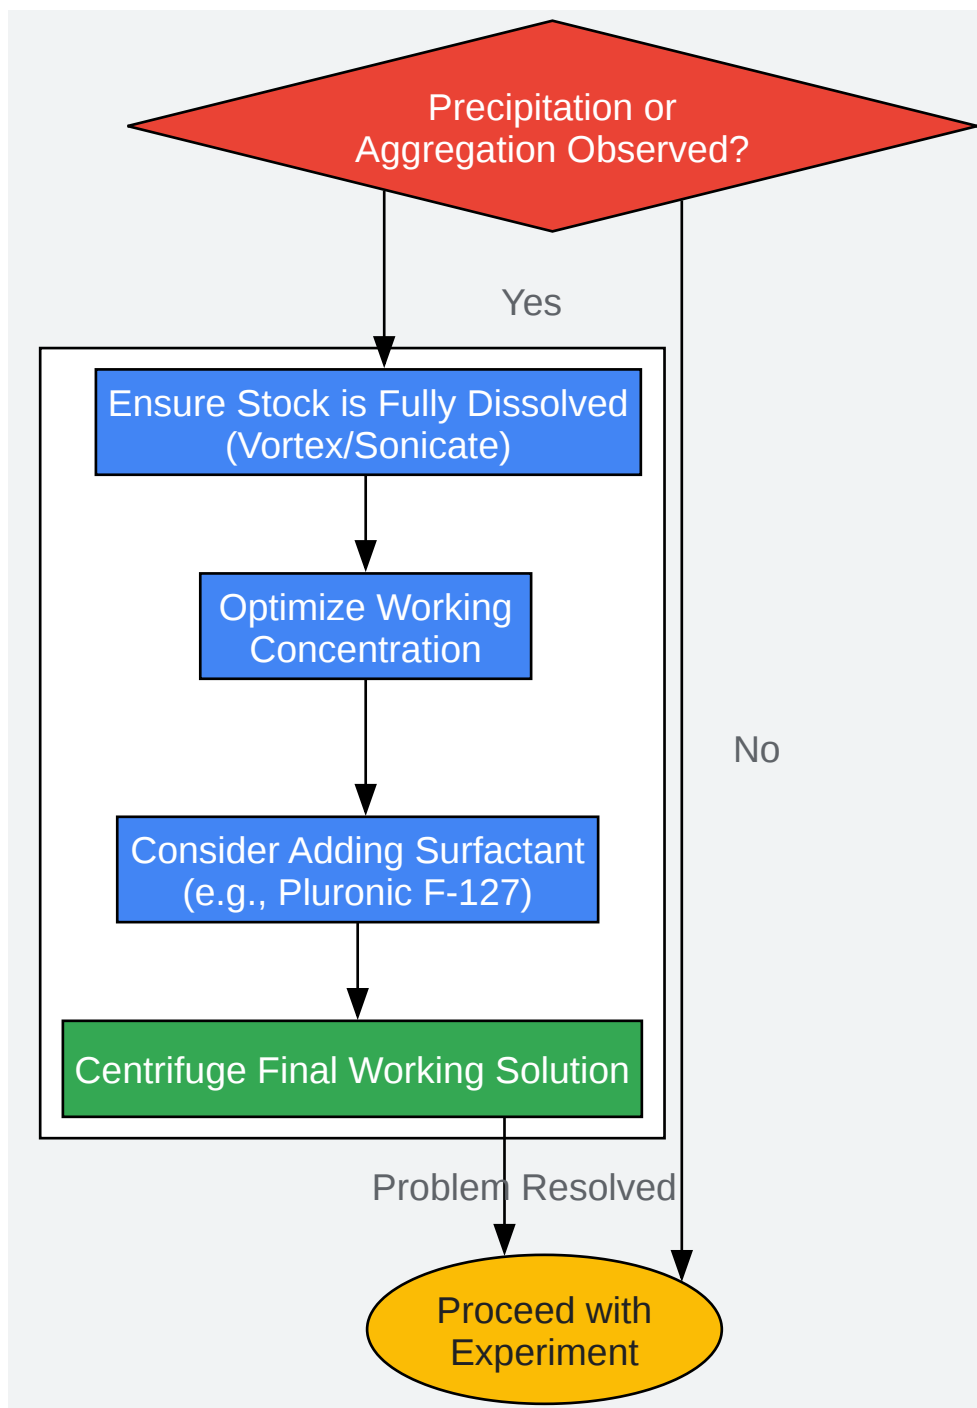 Precipitation or
Aggregation Observed?
Yes
Ensure Stock is Fully Dissolved
(Vortex/Sonicate)
Optimize Working
Concentration
No
Consider Adding Surfactant
(e.g., Pluronic F-127)
Centrifuge Final Working Solution
Problem Resolved
Proceed with
Experiment